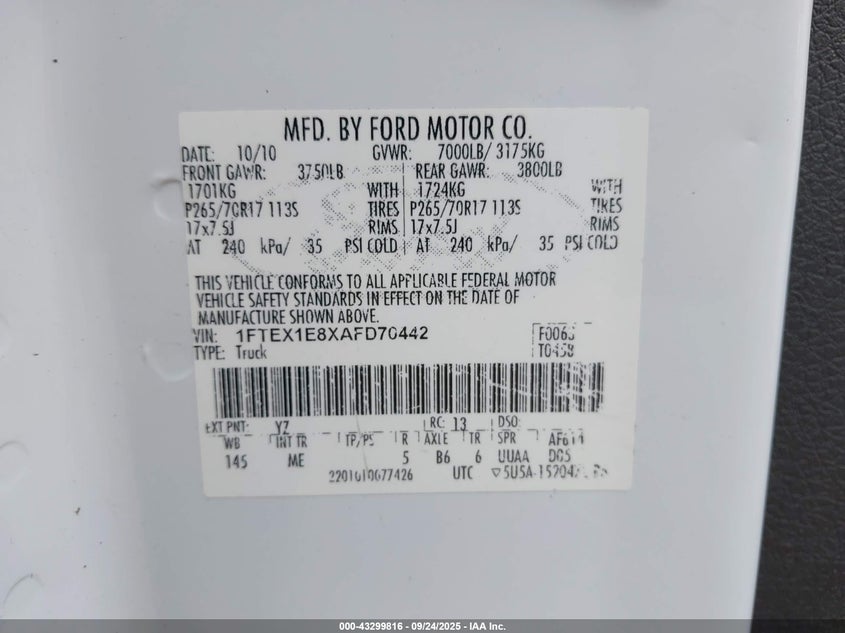 MFD. BY FORD MOTOR CO.
DATE: 10/10 GVWR: 7000LB/ 3175KG
FRONT GAWR: 3750LB REAR GAWR: 3800LB
1701KG WITH 1724KG WITH
P265/70R17 113S TIRES P265/70R17 113S TIRES
17x7.5J RIMS 17x7.5J RIMS
AT 240 kPa/ 35 PSI COLD AT 240 kPa/ 35 PSI COLD
THIS VEHICLE CONFORMS TO ALL APPLICABLE FEDERAL MOTOR
VEHICLE SAFETY STANDARDS IN EFFECT ON THE DATE OF
MANUFACTURE SHOWN ABOVE.
VIN: 1FTEX1E8XAFD70442
TYPE: Truck T0458
EXT PNT: YZ RC: 13 DSO:
WB INT TR TP/PS R AXLE TR SPR
145 ME 5 B6 6 UUAA
2201010077426 UTC
000-43299816 - 09/24/2025 - IAA Inc.